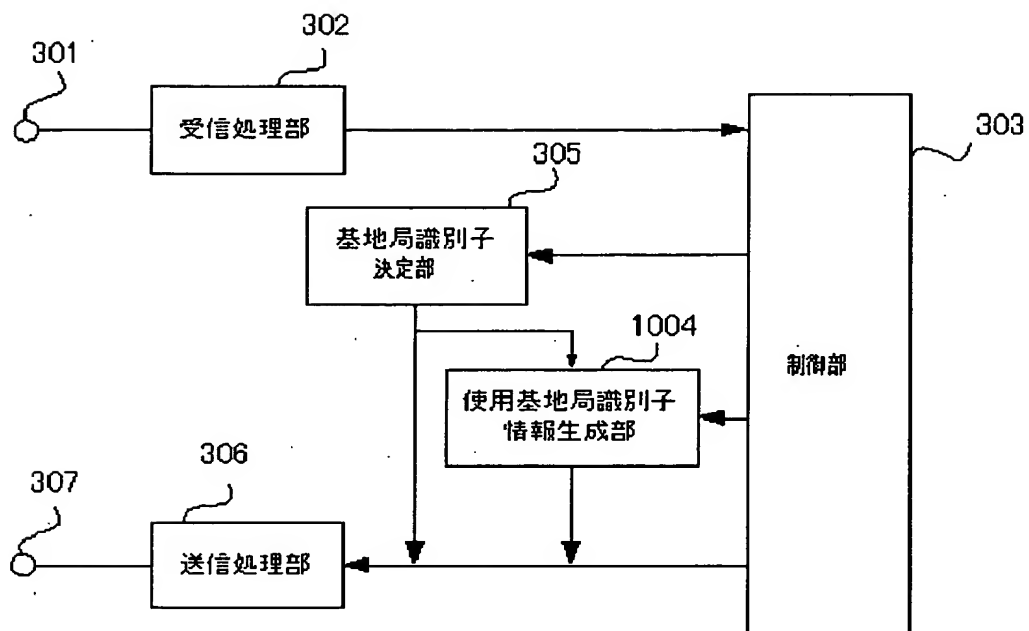 302
301
受信処理部
303
305
基地局識別子
決定部
1004
制御部
使用基地局識別子
情報生成部
306
307
送信処理部